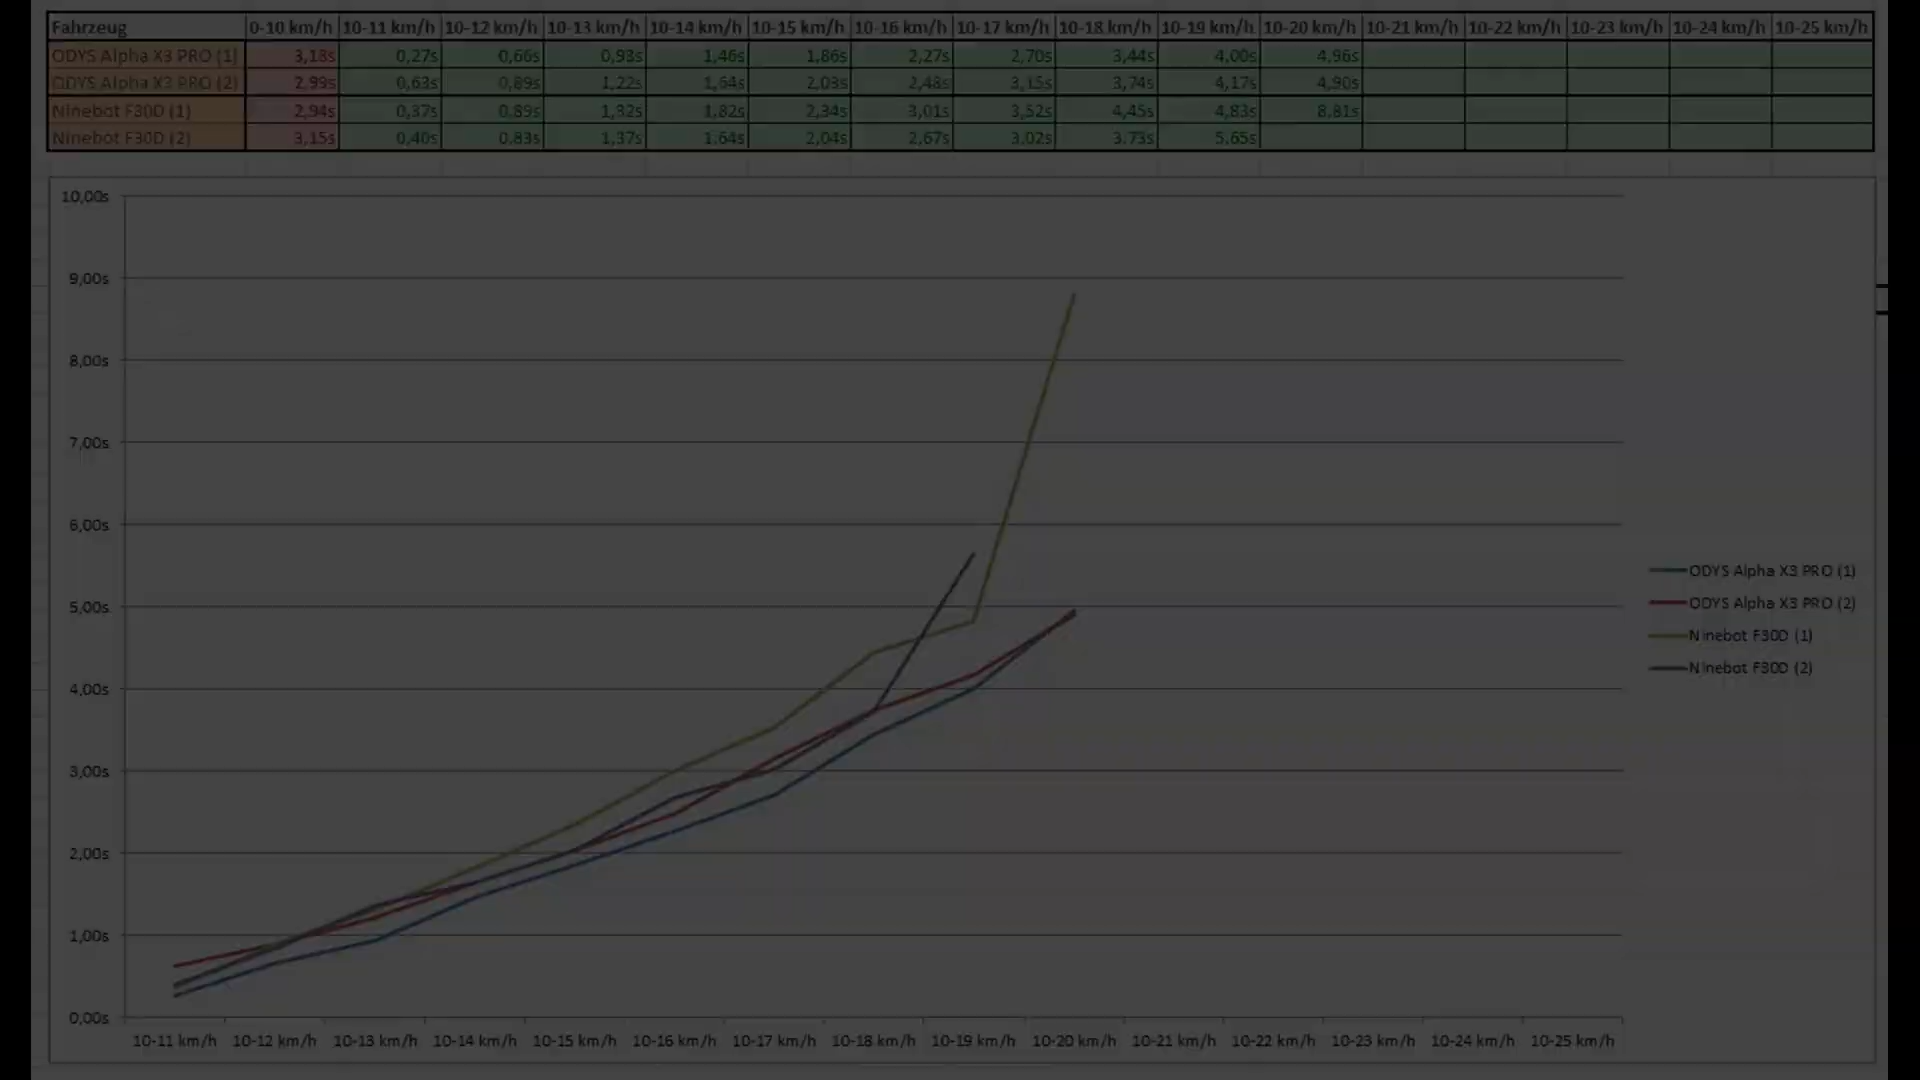 Fahrzeug 0-10 km/h 10-11 km/h 10-12 km/h 10-13 km/h 10-14 km/h 10-15 km/h 10-16 km/h 10-17 km/h 10-18 km/h 10-19 km/h 10-20 km/h 10-21 km/h 10-22 km/h 10-23 km/h 10-24 km/h 10-25 km/h
ODYS Alpha X3 PRO (1) 3,18s 0,27s 0,66s 0,93s 1,46s 1,86s 2,27s 2,70s 3,44s 4,00s 4,96s
ODYS Alpha X3 PRO (2) 2,99s 0,63s 0,89s 1,22s 1,64s 2,03s 2,48s 3,15s 3,74s 4,17s 4,90s
Ninebot F30D (1) 2,94s 0,37s 0,89s 1,32s 1,82s 2,34s 3,01s 3,52s 4,45s 4,83s 8,81s
Ninebot F30D (2) 3,15s 0,40s 0,83s 1,37s 1,64s 2,04s 2,67s 3,02s 3,73s 5,65s
10,00s
9,00s
8,00s
7,00s
6,00s
5,00s
4,00s
3,00s
2,00s
1,00s
0,00s
10-11 km/h 10-12 km/h 10-13 km/h 10-14 km/h 10-15 km/h 10-16 km/h 10-17 km/h 10-18 km/h 10-19 km/h 10-20 km/h 10-21 km/h 10-22 km/h 10-23 km/h 10-24 km/h 10-25 km/h
ODYS Alpha X3 PRO (1)
ODYS Alpha X3 PRO (2)
Ninebot F30D (1)
Ninebot F30D (2)